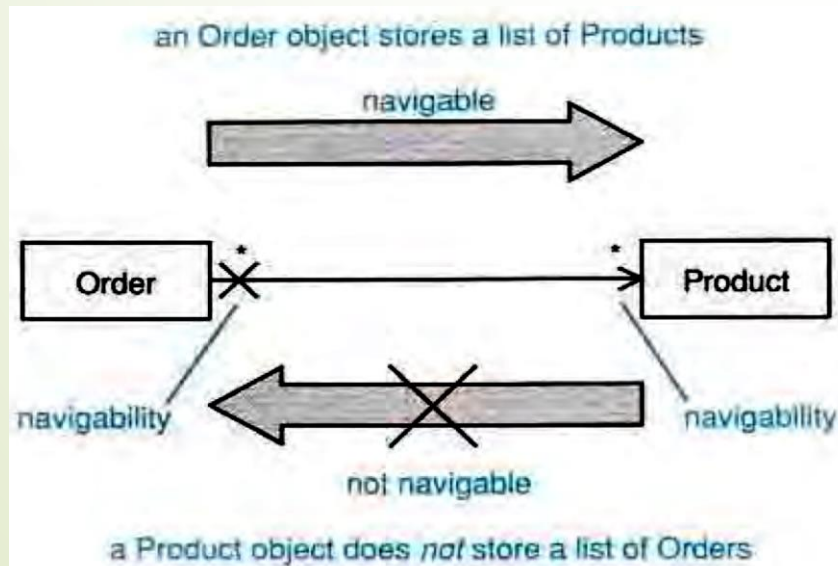 an Order object stores a list of Products
navigable
* *
Order Product
navigability navigability
not navigable
a Product object does not store a list of Orders